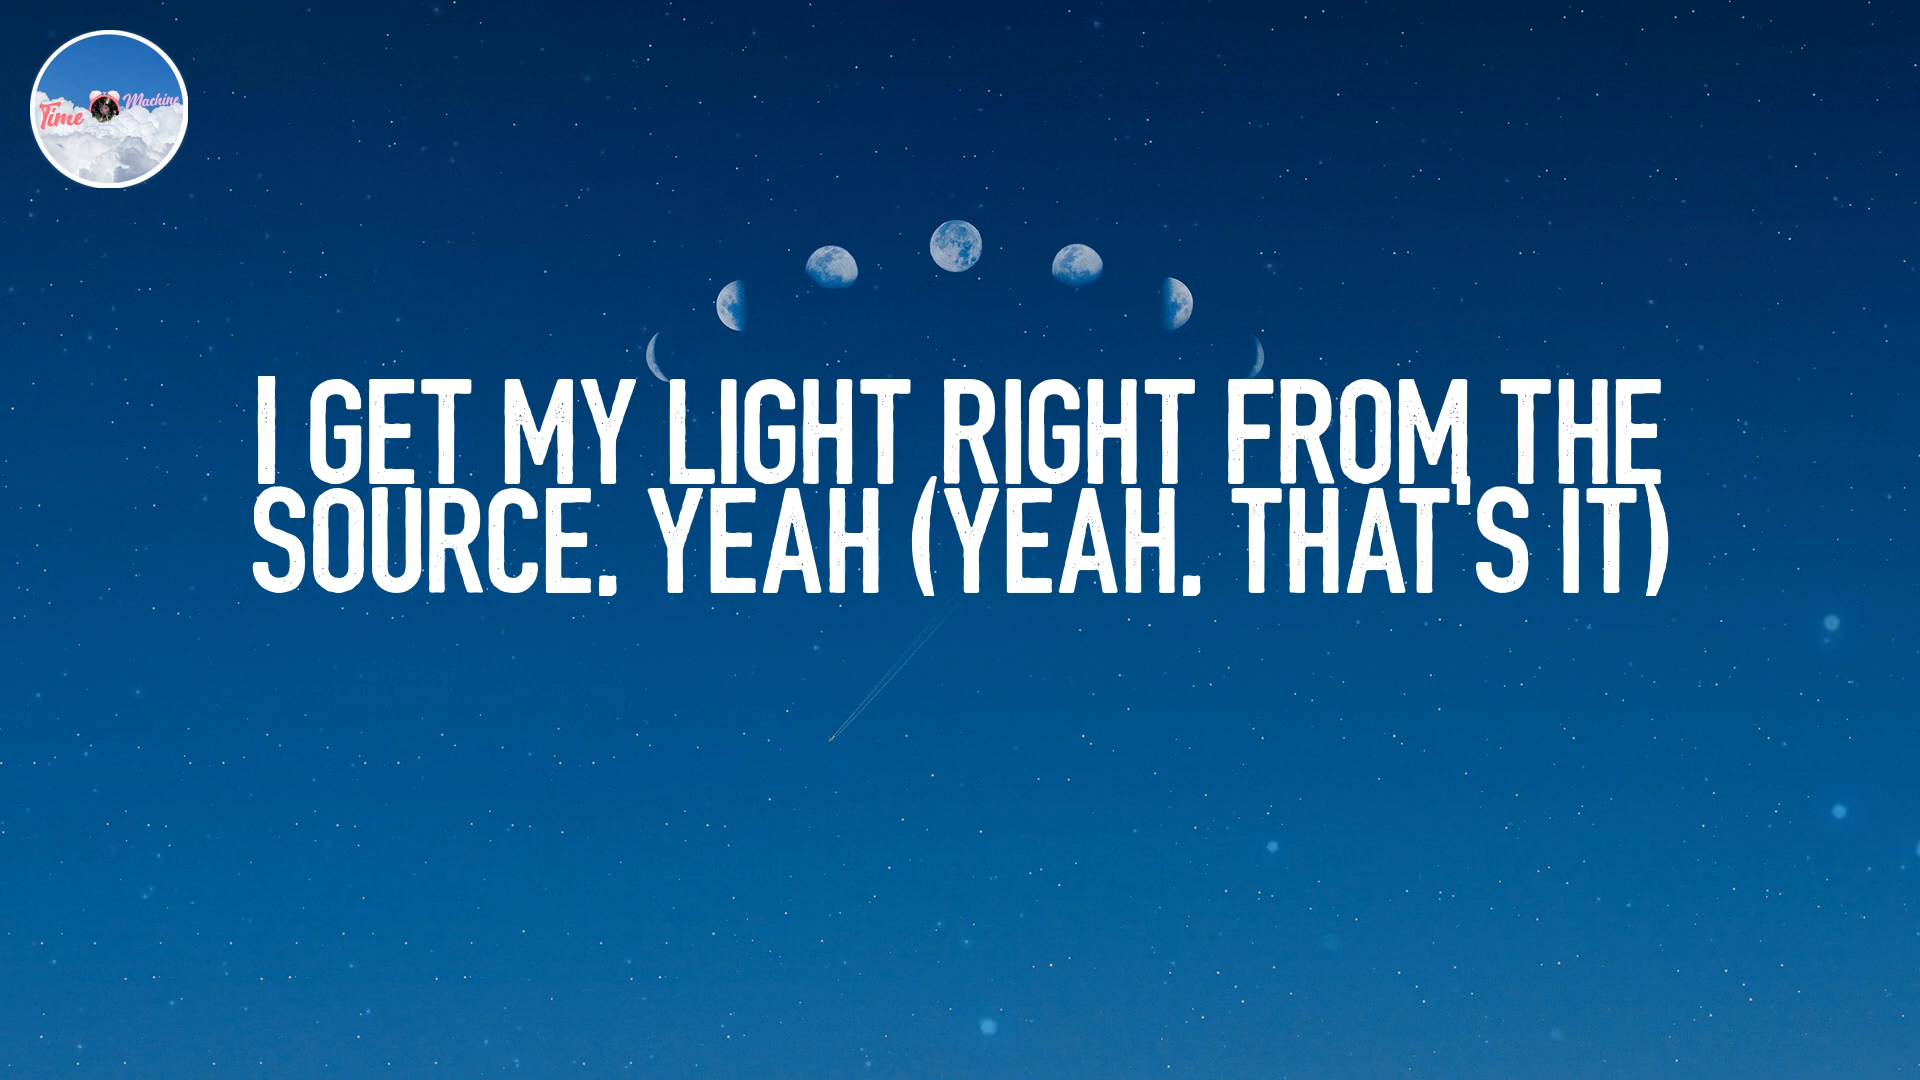 Time Machine
I GET MY LIGHT RIGHT FROM THE
SOURCE, YEAH (YEAH, THAT'S IT)